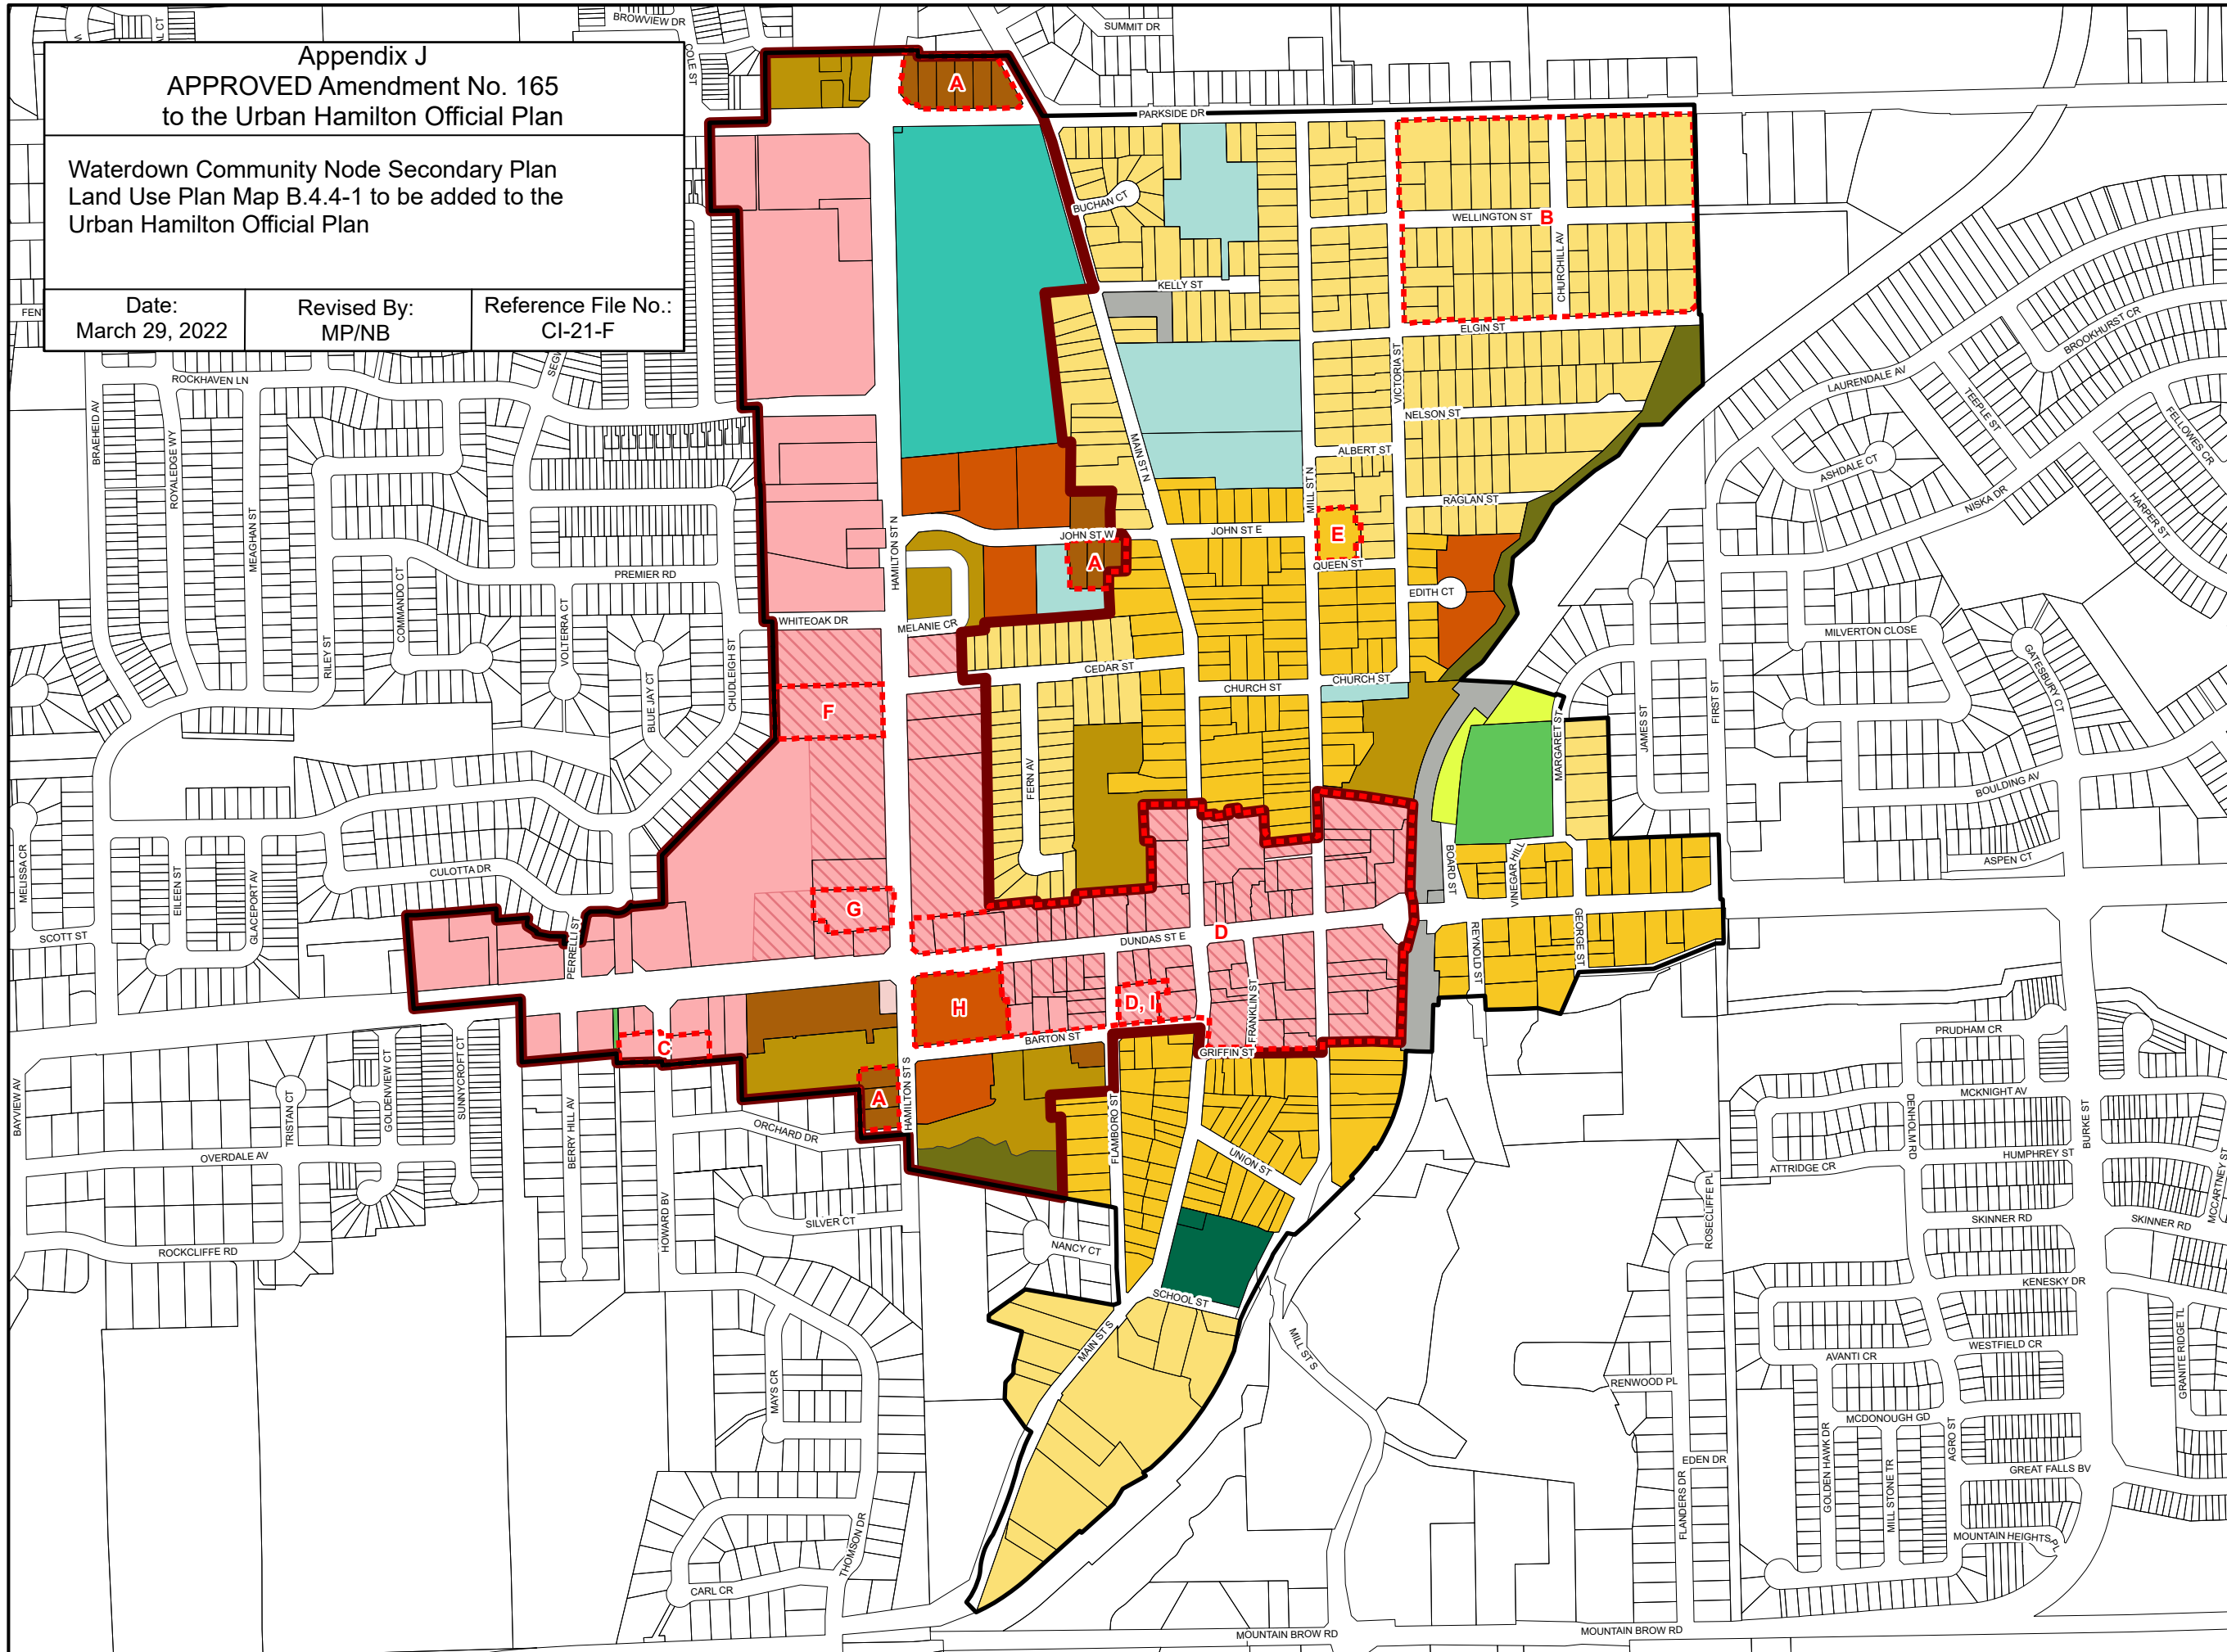 Appendix J
APPROVED Amendment No. 165
to the Urban Hamilton Official Plan
Waterdown Community Node Secondary Plan
Land Use Plan Map B.4.4-1 to be added to the
Urban Hamilton Official Plan
Date:
March 29, 2022
Revised By:
MP/NB
Reference File No.:
CI-21-F
BROWVIEW DR
COLE ST
SUMMIT DR
A
PARKSIDE DR
BUCHAN CT
WELLINGTON ST
B
CHURCHILL AV
KELLY ST
ELGIN ST
VICTORIA ST
NELSON ST
ALBERT ST
RAGLAN ST
MAIN ST N
MILL ST N
JOHN ST W
JOHN ST E
E
A
QUEEN ST
EDITH CT
HAMILTON ST N
WHITEOAK DR
MELANIE CR
CEDAR ST
CHURCH ST
CHURCH ST
F
FERN AV
G
D
DUNDAS ST E
H
D, I
FRANKLIN ST
BARTON ST
GRIFFIN ST
C
A
HAMILTON ST S
FLAMBORO ST
UNION ST
SCHOOL ST
MAIN ST S
MILL ST S
NANCY CT
SILVER CT
ORCHARD DR
HOWARD BV
BERRY HILL AV
MAYS CR
THOMSON DR
CARL CR
ROCKHAVEN LN
BRAEHEID AV
ROYALEDGE WY
MEAGHAN ST
RILEY ST
COMMANDO CT
PREMIER RD
VOLTERRA CT
BLUE JAY CT
CHUDLEIGH ST
CULOTTA DR
MELISSA CR
EILEEN ST
GLACEPORT AV
SCOTT ST
PERRELLI ST
BAYVIEW AV
TRISTAN CT
GOLDENVIEW CT
SUNNYCROFT CT
OVERDALE AV
ROCKCLIFFE RD
BOARD ST
VINEGAR HILL
MARGARET ST
REYNOLD ST
GEORGE ST
JAMES ST
FIRST ST
LAURENDALE AV
BROOKHURST CR
TEEPLE ST
FELLOWES CR
ASHDALE CT
NISKA DR
HARPER ST
MILVERTON CLOSE
GATESBURY CT
BOULDING AV
ASPEN CT
PRUDHAM CR
MCKNIGHT AV
DENHOLM RD
BURKE ST
HUMPHREY ST
ATTRIDGE CR
MCCARTNEY ST
SKINNER RD
SKINNER RD
ROSECLIFFE PL
KENESKY DR
WESTFIELD CR
AVANTI CR
GRANITE RIDGE TL
RENWOOD PL
MCDONOUGH GD
GOLDEN HAWK DR
MILL STONE TR
AGRO ST
EDEN DR
FLANDERS DR
GREAT FALLS BV
MOUNTAIN HEIGHTS PL
MOUNTAIN BROW RD
MOUNTAIN BROW RD